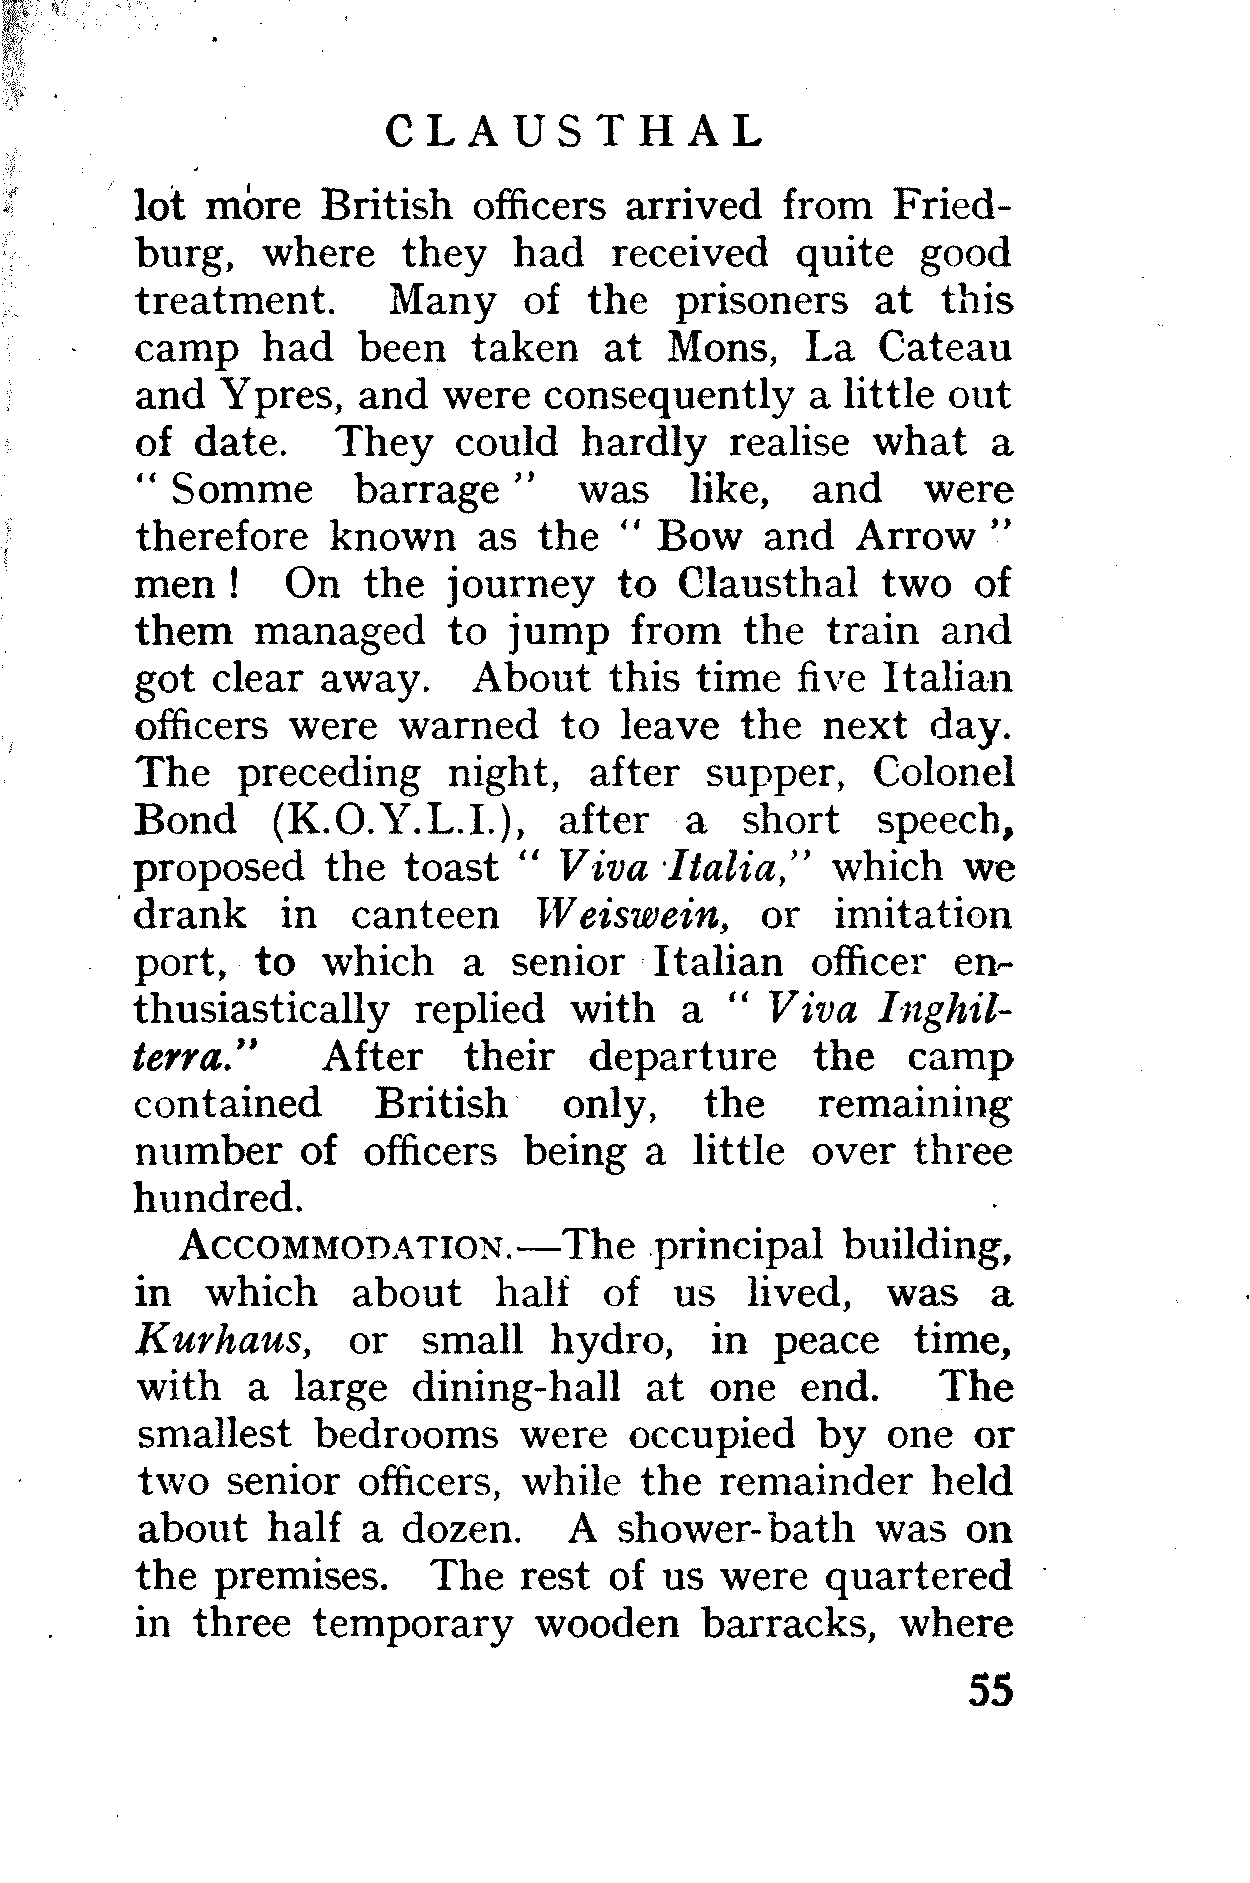 CLAUSTHAL
lot more British officers arrived from Fried-
burg, where they had received quite good
treatment. Many of the prisoners at this
camp had been taken at Mons, La Cateau
and Ypres, and were consequently a little out
of date. They could hardly realise what a
" Somme barrage " was like, and were
therefore known as the " Bow and Arrow "
men ! On the journey to Clausthal two of
them managed to jump from the train and
got clear away. About this time five Italian
officers were warned to leave the next day.
The preceding night, after supper, Colonel
Bond (K.O.Y.L.I.), after a short speech,
proposed the toast " Viva Italia," which we
drank in canteen Weiswein, or imitation
port, to which a senior Italian officer en-
thusiastically replied with a " Viva Inghil-
terra." After their departure the camp
contained British only, the remaining
number of officers being a little over three
hundred.
ACCOMMODATION.—The principal building,
in which about half of us lived, was a
Kurhaus, or small hydro, in peace time,
with a large dining-hall at one end. The
smallest bedrooms were occupied by one or
two senior officers, while the remainder held
about half a dozen. A shower-bath was on
the premises. The rest of us were quartered
in three temporary wooden barracks, where
55